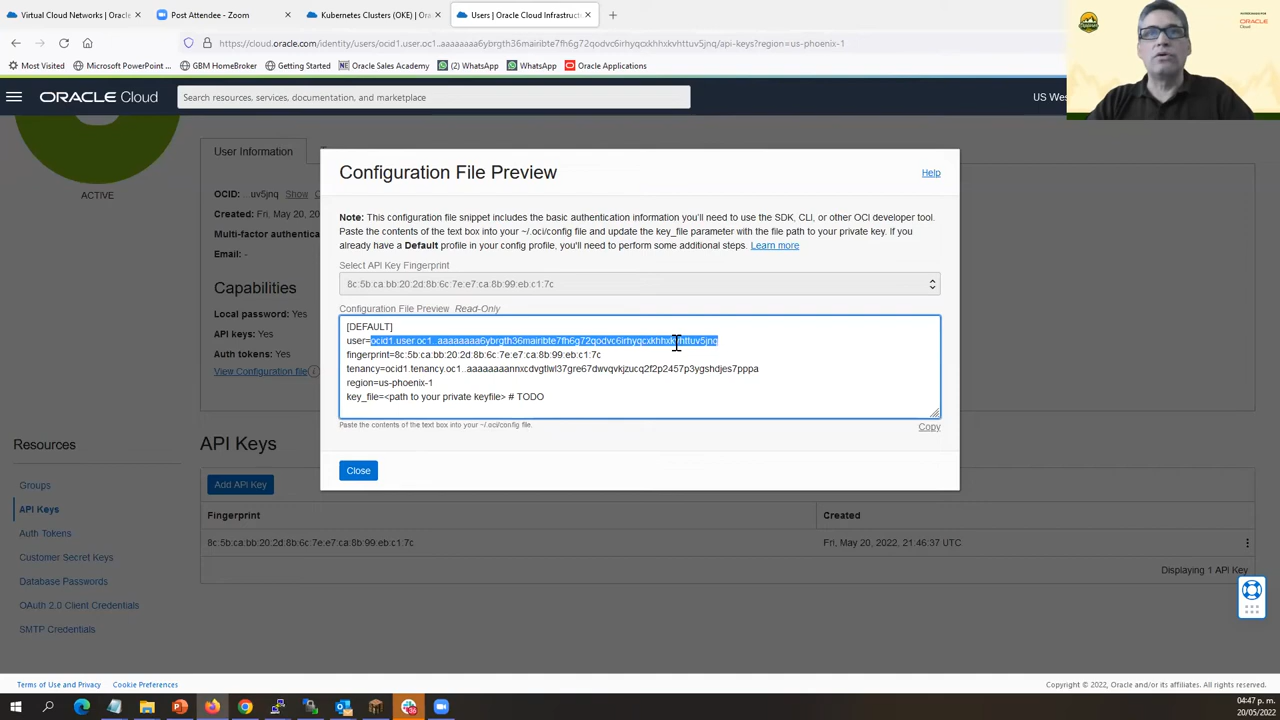 Virtual Cloud Networks | Oracle
Post Attendee - Zoom
Kubernetes Clusters (OKE) | Oracle
Users | Oracle Cloud Infrastruct
https://cloud.oracle.com/identity/users/ocid1.user.oc1..aaaaaaaa6ybrgth36mairibte7fh6g72qodvc6irhyqcxkhhxkvhttuv5jnq/api-keys?region=us-phoenix-1
Most Visited
Microsoft PowerPoint ...
GBM HomeBroker
Getting Started
Oracle Sales Academy
(2) WhatsApp
WhatsApp
Oracle Applications
ORACLE Cloud
Search resources, services, documentation, and marketplace
US We
ORACLE
Cloud
ACTIVE
User Information
OCID: ...uv5jnq Show
Created: Fri, May 20, 20
Multi-factor authentica
Email: -
Capabilities
Local password: Yes
API keys: Yes
Auth tokens: Yes
View Configuration file
Configuration File Preview
Help
Note: This configuration file snippet includes the basic authentication information you'll need to use the SDK, CLI, or other OCI developer tool.
Paste the contents of the text box into your ~/.oci/config file and update the key_file parameter with the file path to your private key. If you
already have a Default profile in your config profile, you'll need to perform some additional steps. Learn more
Select API Key Fingerprint
8c:5b:ca:bb:20:2d:8b:6c:7e:e7:ca:8b:99:eb:c1:7c
Configuration File Preview Read-Only
[DEFAULT]
user=ocid1.user.oc1..aaaaaaaa6ybrgth36mairibte7fh6g72qodvc6irhyqcxkhhxkvhttuv5jnq
fingerprint=8c:5b:ca:bb:20:2d:8b:6c:7e:e7:ca:8b:99:eb:c1:7c
tenancy=ocid1.tenancy.oc1..aaaaaaaannxcdvgtlwl37gre67dwvqvkjzucq2f2p2457p3ygshdjes7pppa
region=us-phoenix-1
key_file=<path to your private keyfile> # TODO
Paste the contents of the text box into your ~/.oci/config file.
Copy
Close
Resources
Groups
API Keys
Auth Tokens
Customer Secret Keys
Database Passwords
OAuth 2.0 Client Credentials
SMTP Credentials
API Keys
Add API Key
Fingerprint
Created
8c:5b:ca:bb:20:2d:8b:6c:7e:e7:ca:8b:99:eb:c1:7c
Fri, May 20, 2022, 21:46:37 UTC
Displaying 1 API Key
Terms of Use and Privacy
Cookie Preferences
Copyright © 2022, Oracle and/or its affiliates. All rights reserved.
04:47 p. m.
20/05/2022